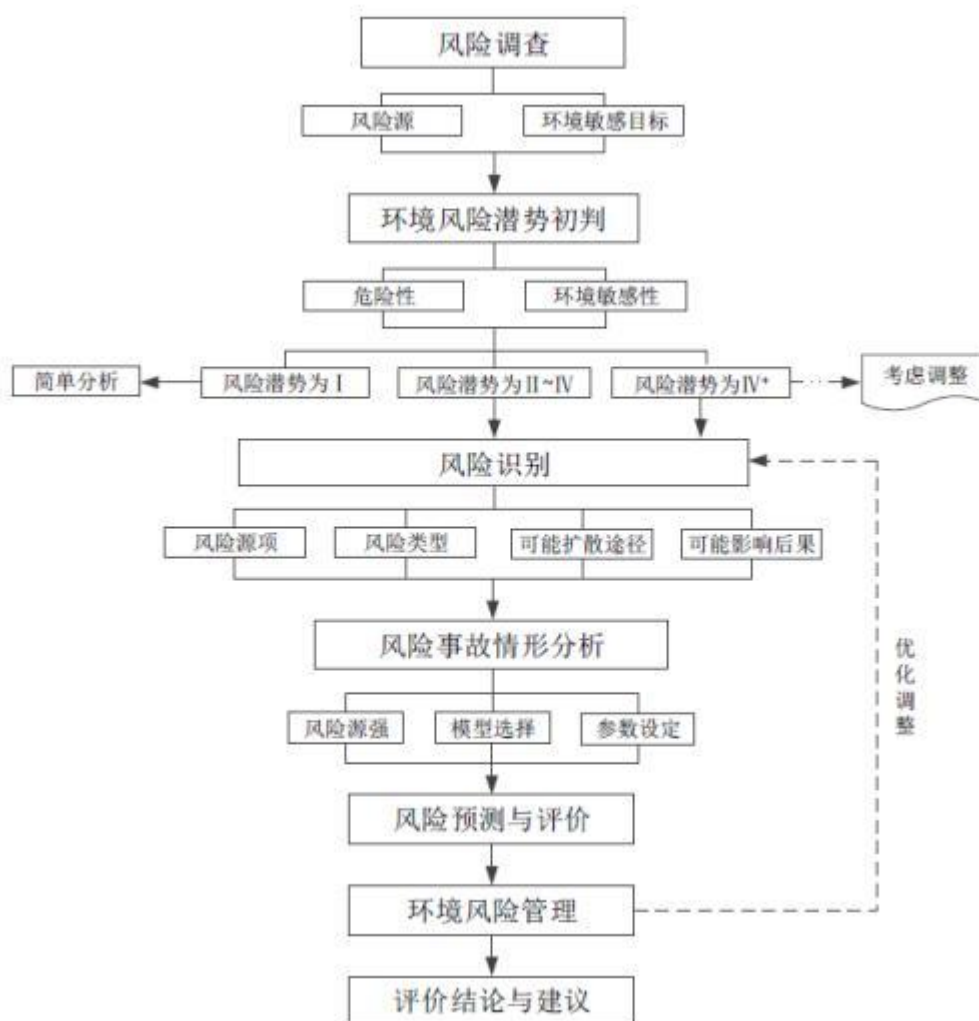 风险调查
风险源
环境敏感目标
环境风险潜势初判
危险性
环境敏感性
简单分析
风险潜势为Ⅰ
风险潜势为Ⅱ~Ⅳ
风险潜势为Ⅳ⁺
考虑调整
风险识别
风险源项
风险类型
可能扩散途径
可能影响后果
风险事故情形分析
优化调整
风险源强
模型选择
参数设定
风险预测与评价
环境风险管理
评价结论与建议